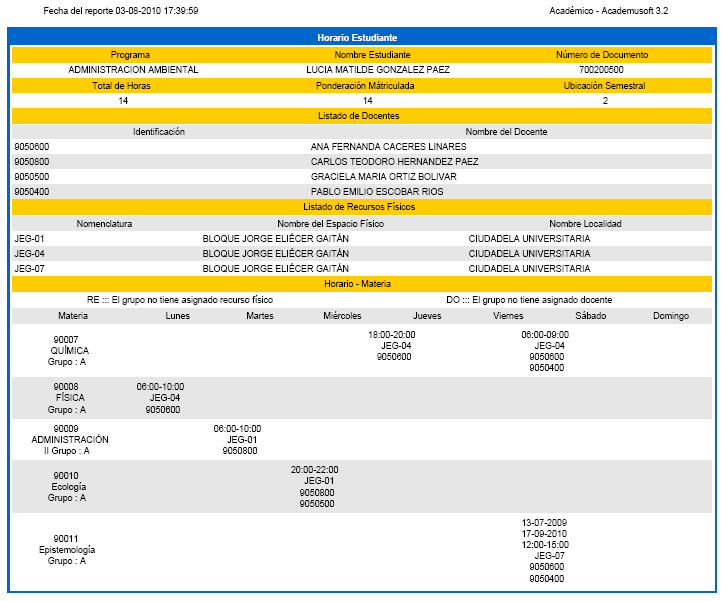 Fecha del reporte 03-08-2010 17:39:59 Académico - Academusoft 3.2
Horario Estudiante
Programa Nombre Estudiante Número de Documento
ADMINISTRACION AMBIENTAL LUCIA MATILDE GONZALEZ PAEZ 700200500
Total de Horas Ponderación Mátriculada Ubicación Semestral
14 14 2
Listado de Docentes
Identificación Nombre del Docente
9050600 ANA FERNANDA CACERES LINARES
9050800 CARLOS TEODORO HERNANDEZ PAEZ
9050500 GRACIELA MARIA ORTIZ BOLIVAR
9050400 PABLO EMILIO ESCOBAR RIOS
Listado de Recursos Físicos
Nomenclatura Nombre del Espacio Físico Nombre Localidad
JEG-01 BLOQUE JORGE ELIÉCER GAITÁN CIUDADELA UNIVERSITARIA
JEG-04 BLOQUE JORGE ELIÉCER GAITÁN CIUDADELA UNIVERSITARIA
JEG-07 BLOQUE JORGE ELIÉCER GAITÁN CIUDADELA UNIVERSITARIA
Horario - Materia
RE ::: El grupo no tiene asignado recurso físico DO ::: El grupo no tiene asignado docente
Materia Lunes Martes Miércoles Jueves Viernes Sábado Domingo
90007
QUÍMICA
Grupo : A
18:00-20:00
JEG-04
9050600
06:00-09:00
JEG-04
9050600
9050400
90008
FÍSICA
Grupo : A
06:00-10:00
JEG-04
9050600
90009
ADMINISTRACIÓN
II Grupo : A
06:00-10:00
JEG-01
9050800
90010
Ecología
Grupo : A
20:00-22:00
JEG-01
9050800
9050500
90011
Epistemología
Grupo : A
13-07-2009
17-09-2010
12:00-15:00
JEG-07
9050600
9050400